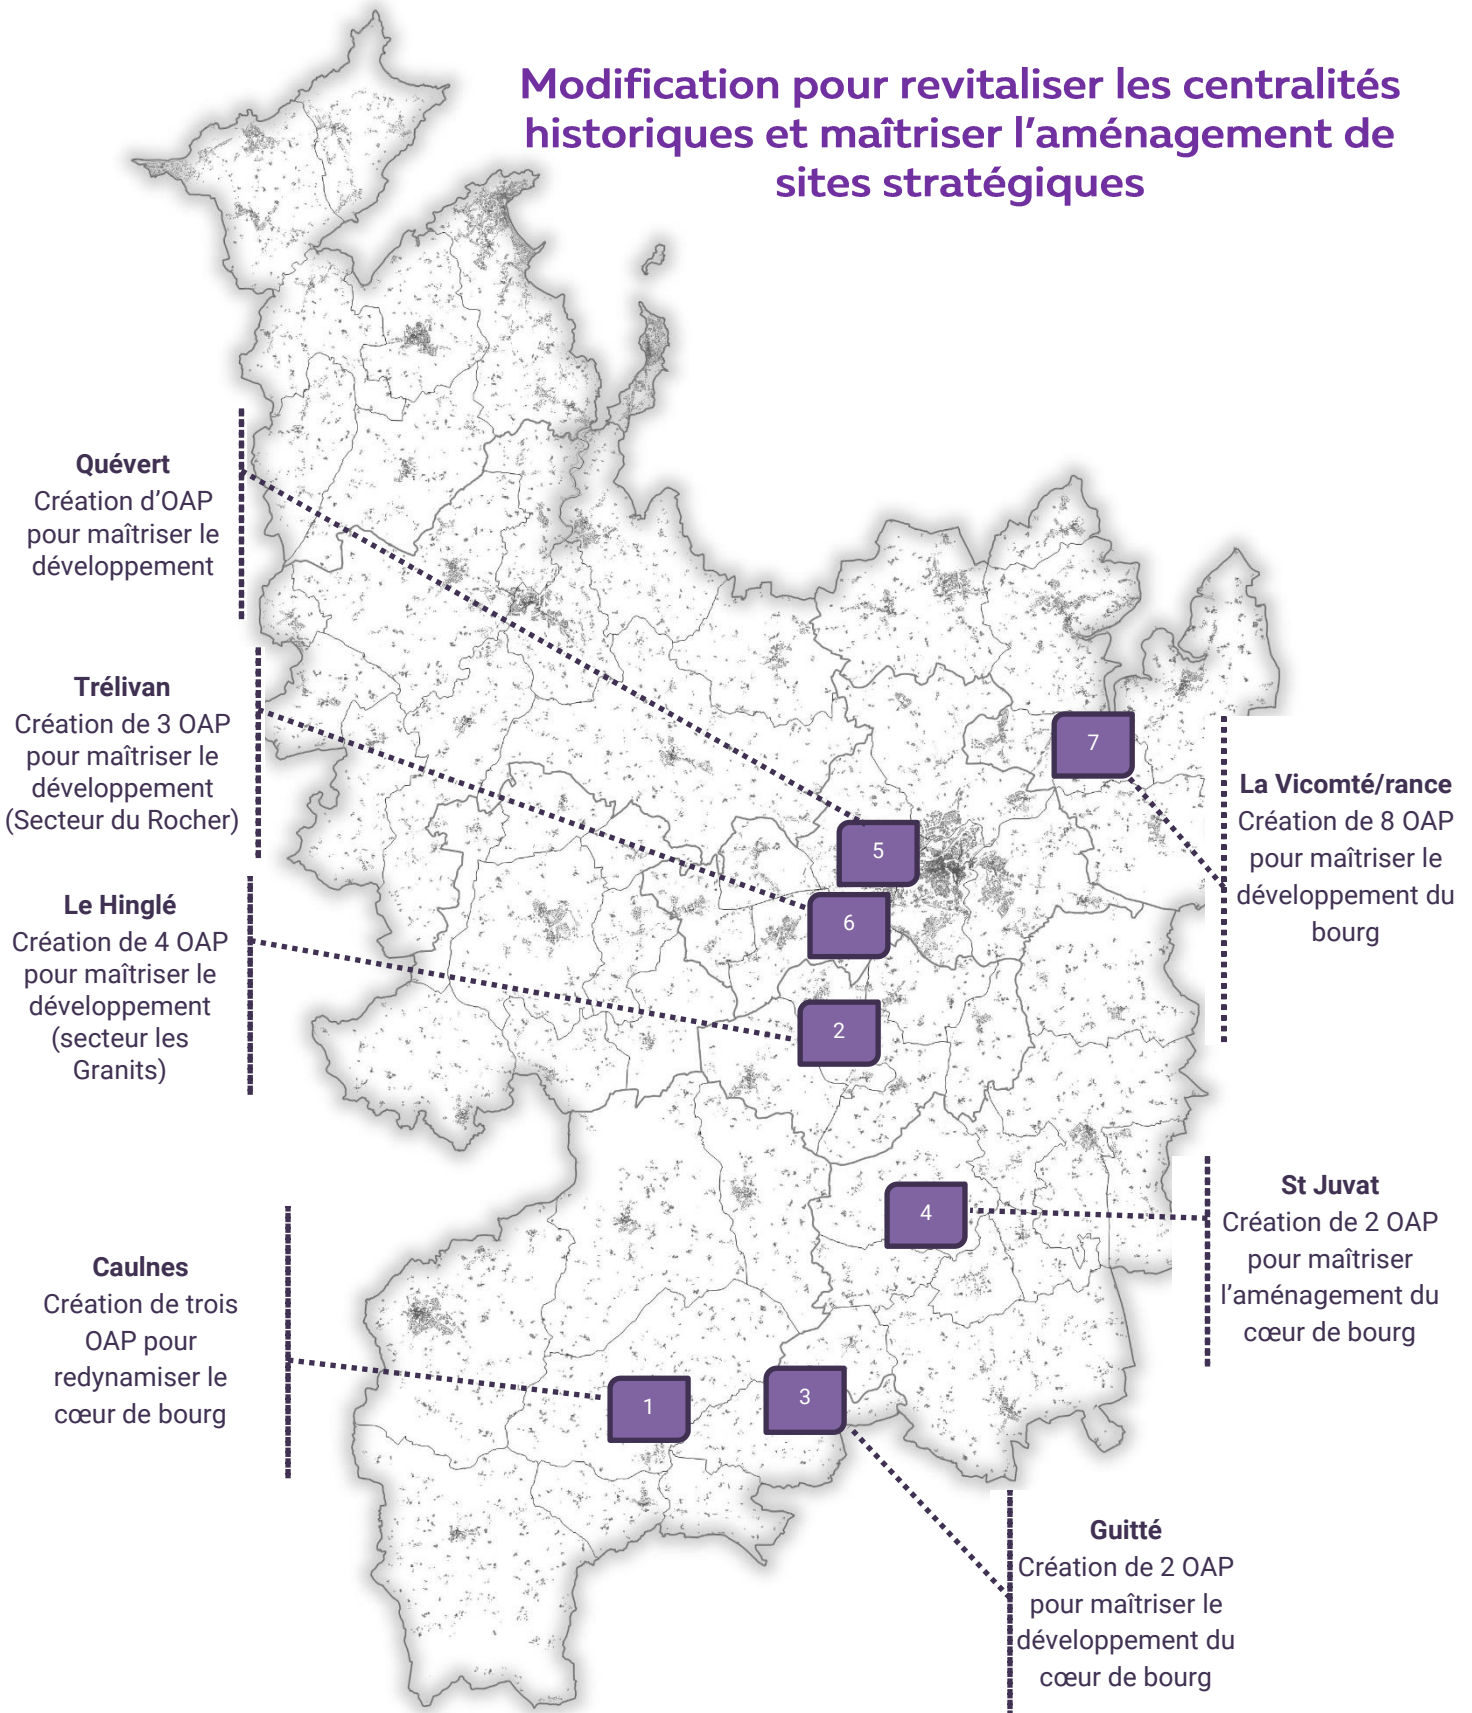 Modification pour revitaliser les centralités
historiques et maîtriser l’aménagement de
sites stratégiques
Quévert
Création d’OAP
pour maîtriser le
développement
Trélivan
Création de 3 OAP
pour maîtriser le
développement
(Secteur du Rocher)
Le Hinglé
Création de 4 OAP
pour maîtriser le
développement
(secteur les
Granits)
Caulnes
Création de trois
OAP pour
redynamiser le
cœur de bourg
7
5
6
2
4
1
3
La Vicomté/rance
Création de 8 OAP
pour maîtriser le
développement du
bourg
St Juvat
Création de 2 OAP
pour maîtriser
l’aménagement du
cœur de bourg
Guitté
Création de 2 OAP
pour maîtriser le
développement du
cœur de bourg